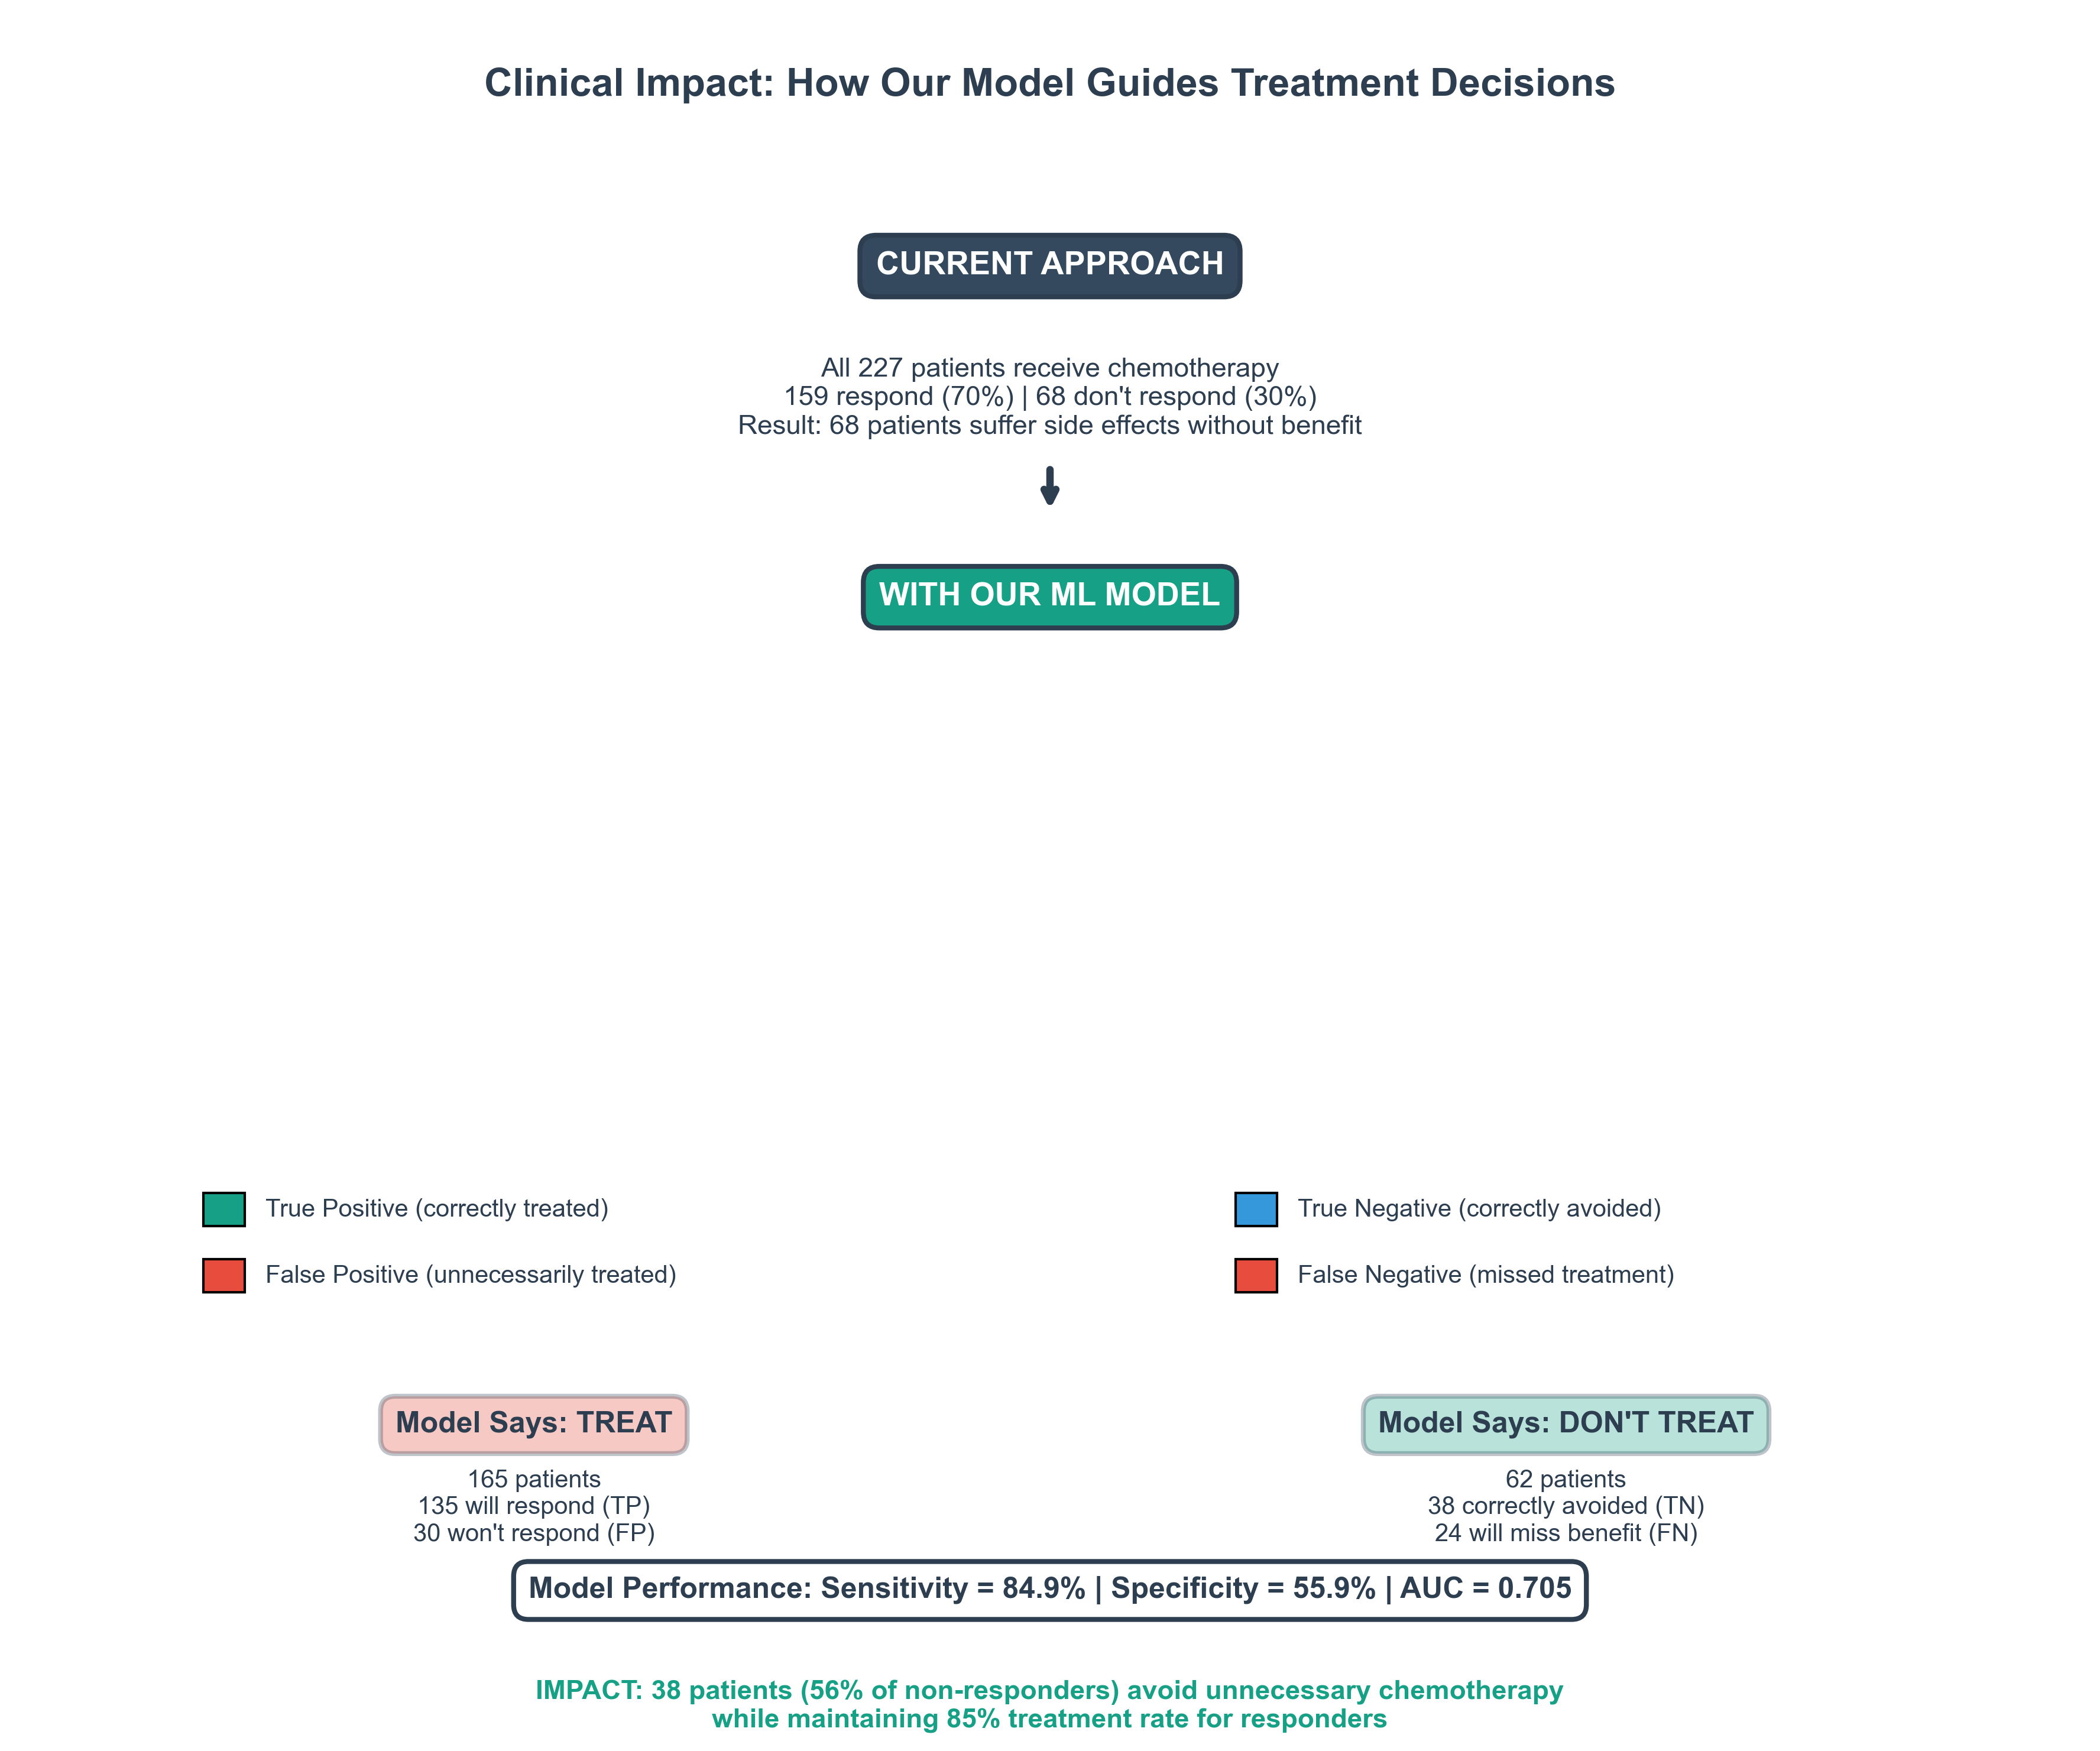 Clinical Impact: How Our Model Guides Treatment Decisions
CURRENT APPROACH
All 227 patients receive chemotherapy
159 respond (70%) | 68 don't respond (30%)
Result: 68 patients suffer side effects without benefit
WITH OUR ML MODEL
True Positive (correctly treated)
False Positive (unnecessarily treated)
True Negative (correctly avoided)
False Negative (missed treatment)
Model Says: TREAT
165 patients
135 will respond (TP)
30 won't respond (FP)
Model Says: DON'T TREAT
62 patients
38 correctly avoided (TN)
24 will miss benefit (FN)
Model Performance: Sensitivity = 84.9% | Specificity = 55.9% | AUC = 0.705
IMPACT: 38 patients (56% of non-responders) avoid unnecessary chemotherapy
while maintaining 85% treatment rate for responders